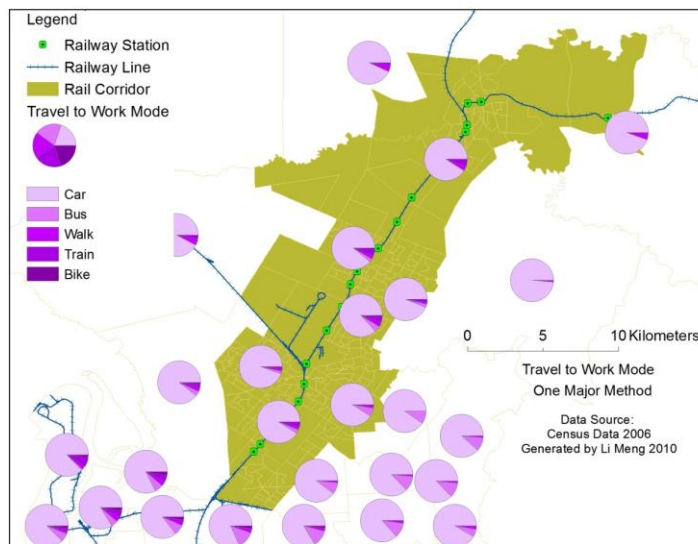 Legend
Railway Station
Railway Line
Rail Corridor
Travel to Work Mode
Car
Bus
Walk
Train
Bike
0 5 10 Kilometers
Travel to Work Mode
One Major Method
Data Source:
Census Data 2006
Generated by Li Meng 2010